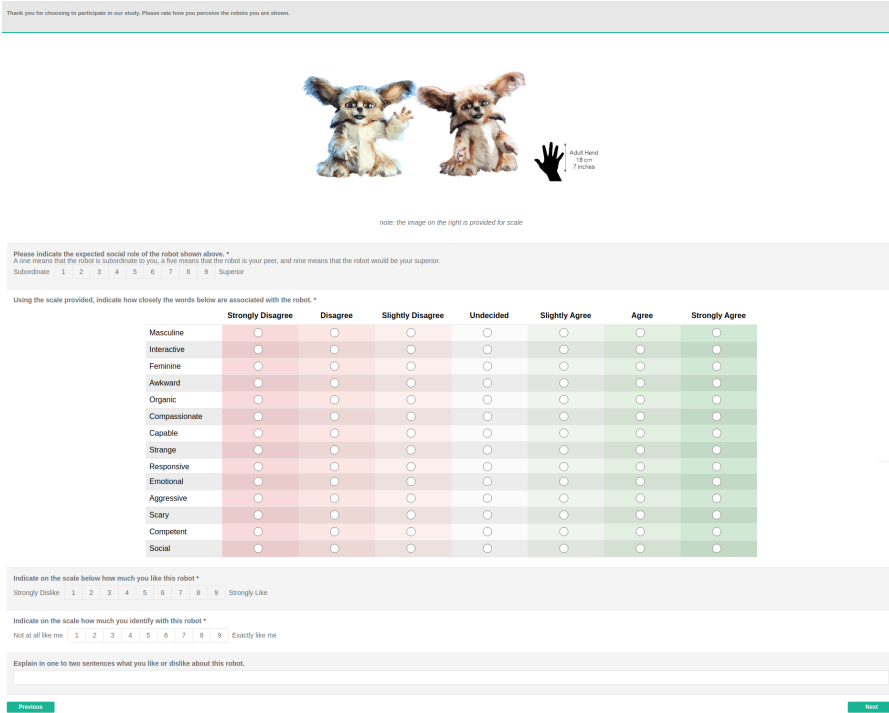 Thank you for choosing to participate in our study. Please rate how you perceive the robots you are shown.
Adult Hand
18 cm
7 inches
note: the image on the right is provided for scale
Please indicate the expected social role of the robot shown above. *
A one means that the robot is subordinate to you, a five means that the robot is your peer, and nine means that the robot would be your superior.
Subordinate 1 2 3 4 5 6 7 8 9 Superior
Using the scale provided, indicate how closely the words below are associated with the robot. *
Strongly Disagree Disagree Slightly Disagree Undecided Slightly Agree Agree Strongly Agree
Masculine
Interactive
Feminine
Awkward
Organic
Compassionate
Capable
Strange
Responsive
Emotional
Aggressive
Scary
Competent
Social
Indicate on the scale below how much you like this robot *
Strongly Dislike 1 2 3 4 5 6 7 8 9 Strongly Like
Indicate on the scale how much you identify with this robot *
Not at all like me 1 2 3 4 5 6 7 8 9 Exactly like me
Explain in one to two sentences what you like or dislike about this robot.
Previous Next